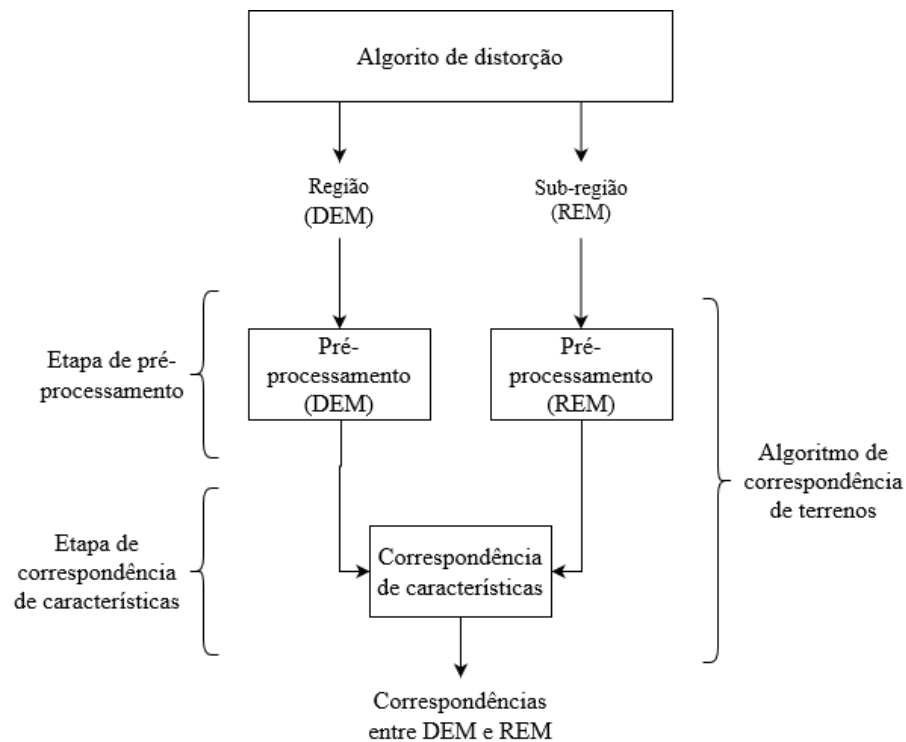 Algorito de distorção
Região
(DEM)
Sub-região
(REM)
Etapa de pré-
processamento
Pré-
processamento
(DEM)
Pré-
processamento
(REM)
Algoritmo de
correspondência
de terrenos
Etapa de
correspondência
de características
Correspondência
de características
Correspondências
entre DEM e REM